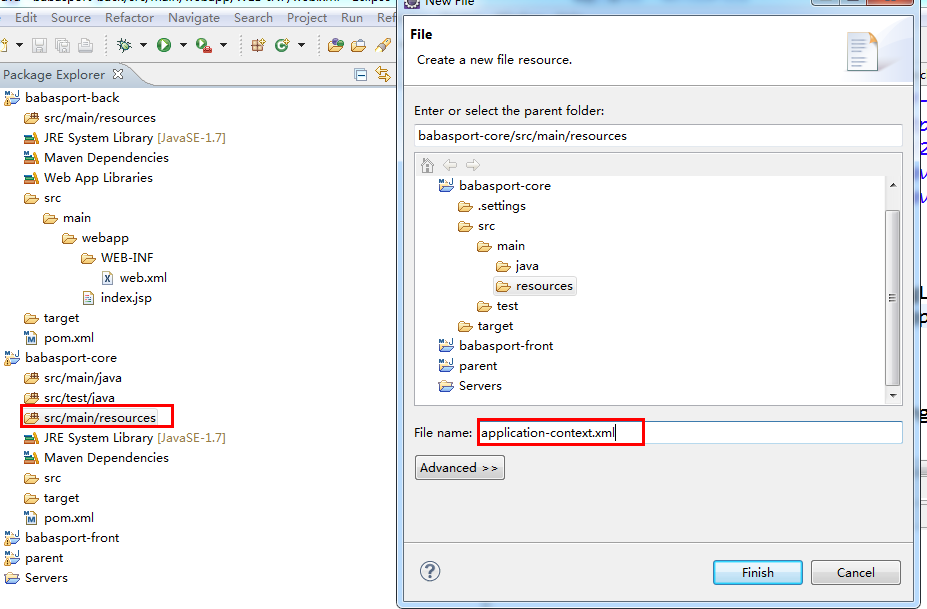 Edit Source Refactor Navigate Search Project Run
Package Explorer
babasport-back
src/main/resources
JRE System Library [JavaSE-1.7]
Maven Dependencies
Web App Libraries
src
main
webapp
WEB-INF
web.xml
index.jsp
target
pom.xml
babasport-core
src/main/java
src/test/java
src/main/resources
JRE System Library [JavaSE-1.7]
Maven Dependencies
src
target
pom.xml
babasport-front
parent
Servers
New File
File
Create a new file resource.
Enter or select the parent folder:
babasport-core/src/main/resources
babasport-core
.settings
src
main
java
resources
test
target
babasport-front
parent
Servers
File name: application-context.xml
Advanced >>
Finish Cancel